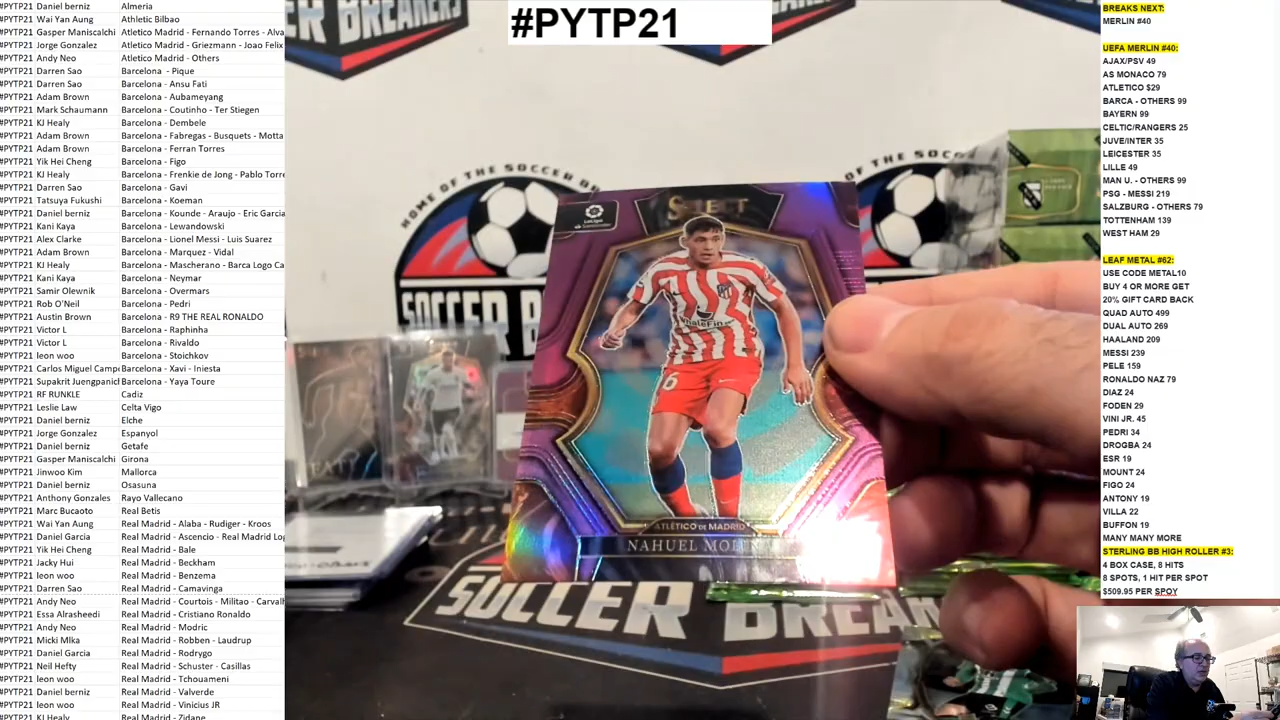 #PYTP21 Daniel berniz Almeria
#PYTP21 Wai Yan Aung Athletic Bilbao
#PYTP21 Gasper Maniscalchi Atletico Madrid - Fernando Torres - Aubl
#PYTP21 Jorge Gonzalez Atletico Madrid - Griezmann - Joao Felix
#PYTP21 Andy Neo Atletico Madrid - Others
#PYTP21 Darren Sao Barcelona - Pique
#PYTP21 Darren Sao Barcelona - Ansu Fati
#PYTP21 Adam Brown Barcelona - Aubameyang
#PYTP21 Mark Schaumann Barcelona - Coutinho - Ter Stiegen
#PYTP21 KJ Healy Barcelona - Dembele
#PYTP21 Adam Brown Barcelona - Fabregas - Busquets - Motta
#PYTP21 Adam Brown Barcelona - Ferran Torres
#PYTP21 Yik Hei Cheng Barcelona - Figo
#PYTP21 KJ Healy Barcelona - Frenkie de Jong - Pablo Torre
#PYTP21 Darren Sao Barcelona - Gavi
#PYTP21 Tatsuya Fukushi Barcelona - Koeman
#PYTP21 Daniel berniz Barcelona - Kounde - Araujo - Eric Garcia
#PYTP21 Kani Kaya Barcelona - Lewandowski
#PYTP21 Alex Clarke Barcelona - Lionel Messi - Luis Suarez
#PYTP21 Adam Brown Barcelona - Marquez - Vidal
#PYTP21 KJ Healy Barcelona - Mascherano - Barca Logo Ca
#PYTP21 Kani Kaya Barcelona - Neymar
#PYTP21 Samir Olewnik Barcelona - Overmars
#PYTP21 Rob O'Neil Barcelona - Pedri
#PYTP21 Austin Brown Barcelona - R9 THE REAL RONALDO
#PYTP21 Victor L Barcelona - Raphinha
#PYTP21 Victor L Barcelona - Rivaldo
#PYTP21 leon woo Barcelona - Stoichkov
#PYTP21 Carlos Miguel Camp Barcelona - Xavi - Iniesta
#PYTP21 Supakrit Juengpanic Barcelona - Yaya Toure
#PYTP21 RF RUNKLE Cadiz
#PYTP21 Leslie Law Celta Vigo
#PYTP21 Daniel berniz Elche
#PYTP21 Jorge Gonzalez Espanyol
#PYTP21 Daniel berniz Getafe
#PYTP21 Gasper Maniscalchi Girona
#PYTP21 Jinwoo Kim Mallorca
#PYTP21 Daniel berniz Osasuna
#PYTP21 Anthony Gonzales Rayo Vallecano
#PYTP21 Marc Bucaoto Real Betis
#PYTP21 Wai Yan Aung Real Madrid - Alaba - Rudiger - Kroos
#PYTP21 Daniel Garcia Real Madrid - Ascencio - Real Madrid Log
#PYTP21 Yik Hei Cheng Real Madrid - Bale
#PYTP21 Jacky Hui Real Madrid - Beckham
#PYTP21 leon woo Real Madrid - Benzema
#PYTP21 Darren Sao Real Madrid - Camavinga
#PYTP21 Andy Neo Real Madrid - Courtois - Militao - Carvalh
#PYTP21 Essa Alrasheedi Real Madrid - Cristiano Ronaldo
#PYTP21 Andy Neo Real Madrid - Modric
#PYTP21 Micki Mlka Real Madrid - Robben - Laudrup
#PYTP21 Daniel Garcia Real Madrid - Rodrygo
#PYTP21 Neil Hefty Real Madrid - Schuster - Casillas
#PYTP21 leon woo Real Madrid - Tchouameni
#PYTP21 Daniel berniz Real Madrid - Valverde
#PYTP21 leon woo Real Madrid - Vinicius JR
#PYTP21 KJ Healy Real Madrid - Zidane
#PYTP21
SOCCER BREAKERS
HOME OF THE SOCCER BR
SOCCER
SOCC
SELECT
LaLiga
Santander
16
ATLÉTICO DE MADRID
NAHUEL MOLIN
SOCCER BREAK
BREAKS NEXT:
MERLIN #40
UEFA MERLIN #40:
AJAX/PSV 49
AS MONACO 79
ATLETICO $29
BARCA - OTHERS 99
BAYERN 99
CELTIC/RANGERS 25
JUVE/INTER 35
LEICESTER 35
LILLE 49
MAN U. - OTHERS 99
PSG - MESSI 219
SALZBURG - OTHERS 79
TOTTENHAM 139
WEST HAM 29
LEAF METAL #62:
USE CODE METAL10
BUY 4 OR MORE GET
20% GIFT CARD BACK
QUAD AUTO 499
DUAL AUTO 269
HAALAND 209
MESSI 239
PELE 159
RONALDO NAZ 79
DIAZ 24
FODEN 29
VINI JR. 45
PEDRI 34
DROGBA 24
ESR 19
MOUNT 24
FIGO 24
ANTONY 19
VILLA 22
BUFFON 19
MANY MANY MORE
STERLING BB HIGH ROLLER #3:
4 BOX CASE, 8 HITS
8 SPOTS, 1 HIT PER SPOT
$509.95 PER SPOY